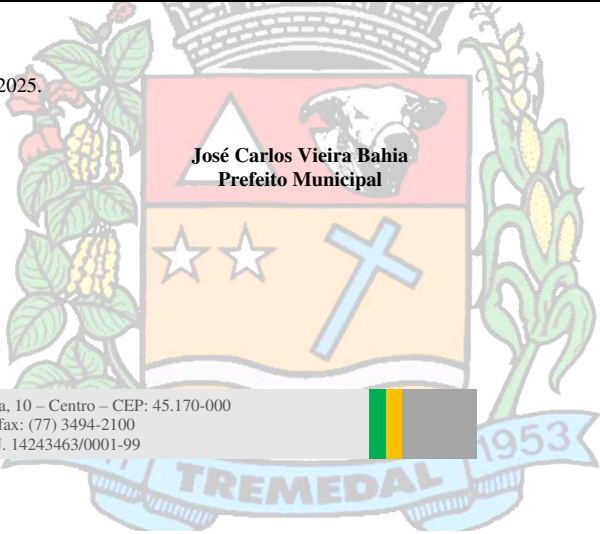 2025.
José Carlos Vieira Bahia
Prefeito Municipal
a, 10 – Centro – CEP: 45.170-000
fax: (77) 3494-2100
J. 14243463/0001-99
1953
TREMEDAL